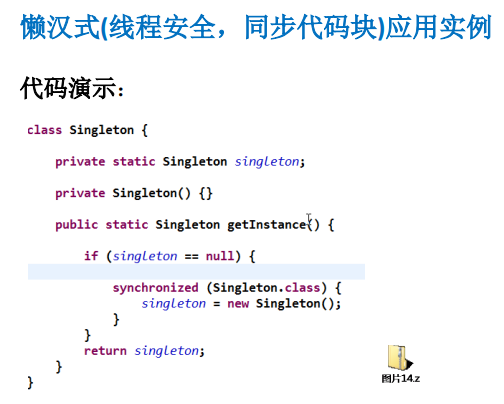 懒汉式(线程安全，同步代码块)应用实例
代码演示：
class Singleton {
private static Singleton singleton;
private Singleton() {}
public static Singleton getInstance() {
if (singleton == null) {
synchronized (Singleton.class) {
singleton = new Singleton();
}
}
return singleton;
}
}
图片14.z